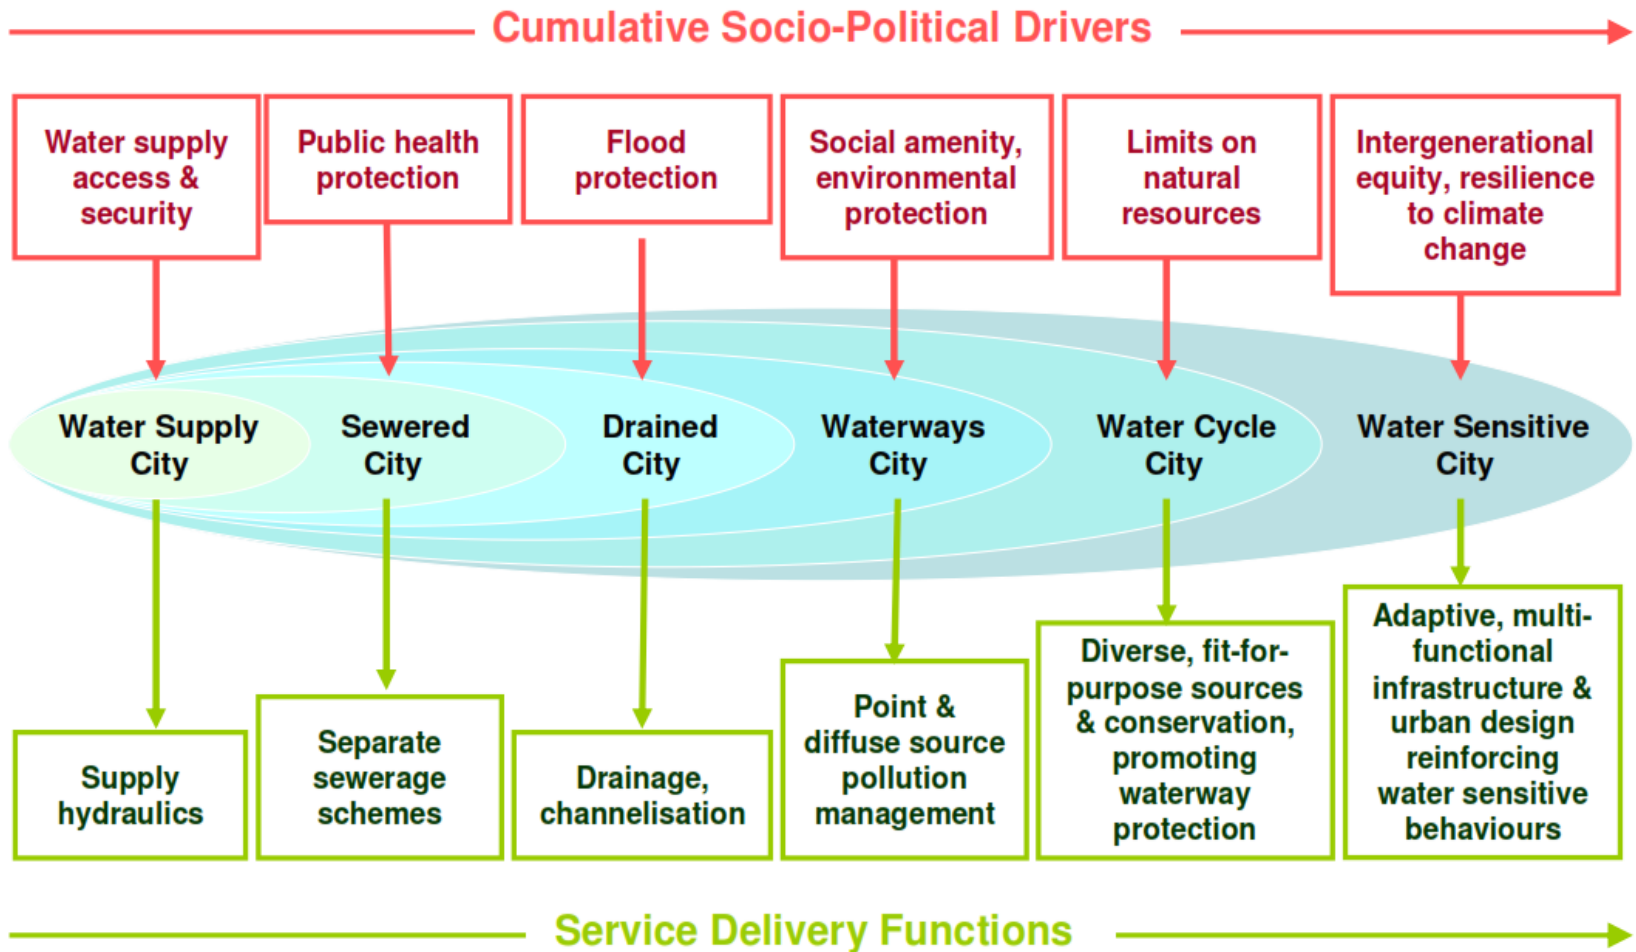 Cumulative Socio-Political Drivers
Water supply
access &
security
Public health
protection
Flood
protection
Social amenity,
environmental
protection
Limits on
natural
resources
Intergenerational
equity, resilience
to climate
change
Water Supply
City
Sewered
City
Drained
City
Waterways
City
Water Cycle
City
Water Sensitive
City
Supply
hydraulics
Separate
sewerage
schemes
Drainage,
channelisation
Point &
diffuse source
pollution
management
Diverse, fit-for-
purpose sources
& conservation,
promoting
waterway
protection
Adaptive, multi-
functional
infrastructure &
urban design
reinforcing
water sensitive
behaviours
Service Delivery Functions